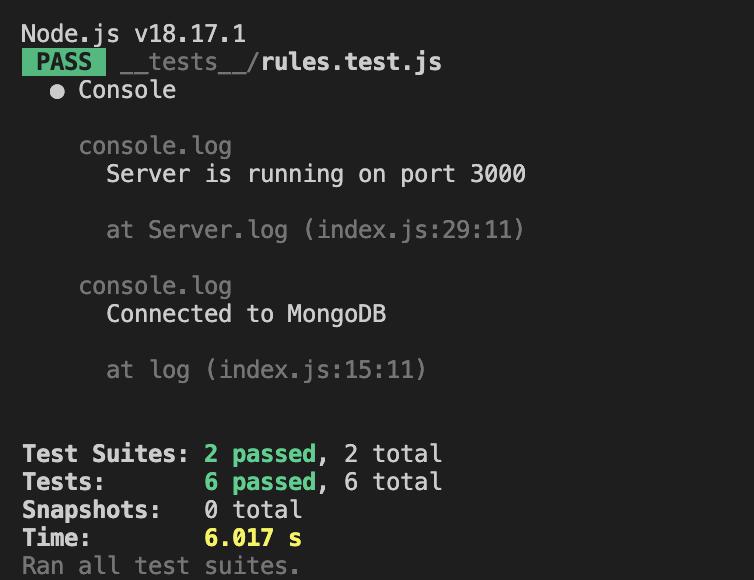 Node.js v18.17.1
PASS __tests__/rules.test.js
● Console
console.log
Server is running on port 3000
at Server.log (index.js:29:11)
console.log
Connected to MongoDB
at log (index.js:15:11)
Test Suites: 2 passed, 2 total
Tests: 6 passed, 6 total
Snapshots: 0 total
Time: 6.017 s
Ran all test suites.